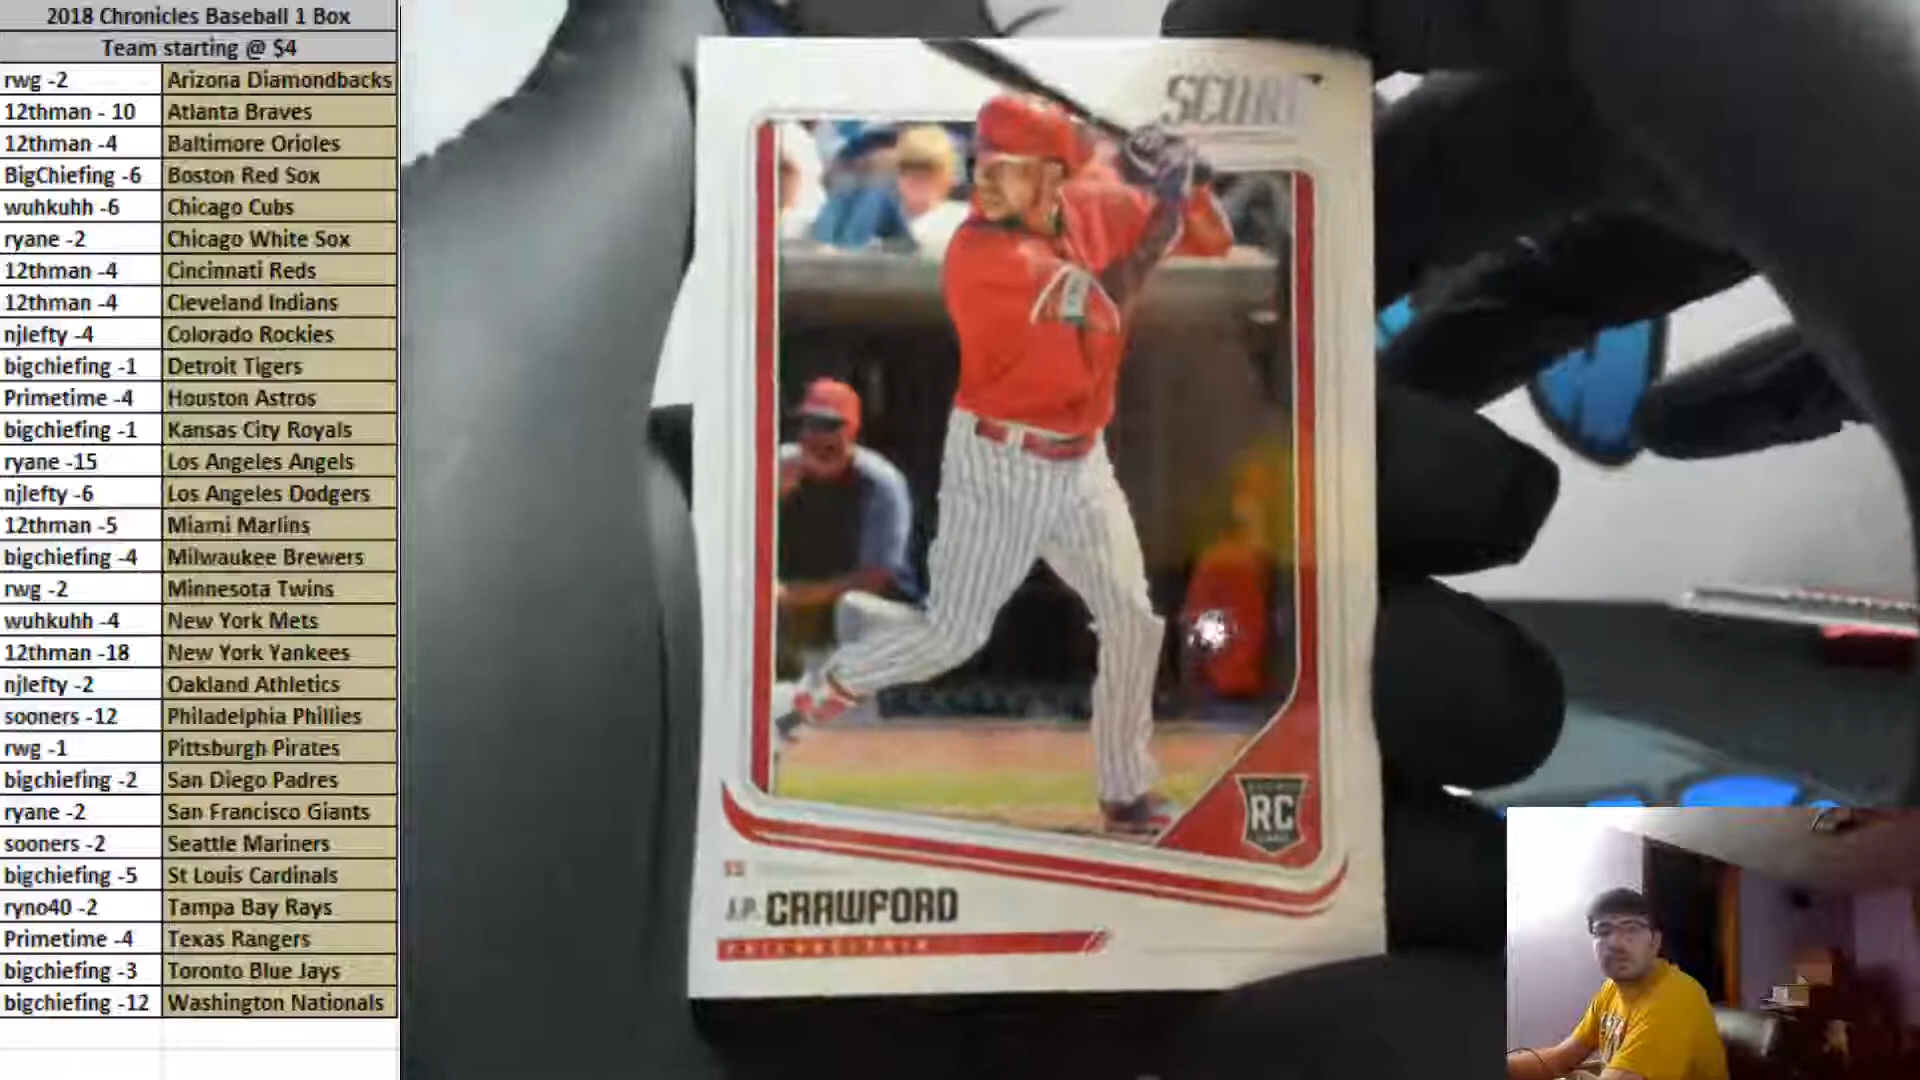 2018 Chronicles Baseball 1 Box
Team starting @ $4
rwg -2 Arizona Diamondbacks
12thman - 10 Atlanta Braves
12thman -4 Baltimore Orioles
BigChiefing -6 Boston Red Sox
wuhkuhh -6 Chicago Cubs
ryane -2 Chicago White Sox
12thman -4 Cincinnati Reds
12thman -4 Cleveland Indians
njlefty -4 Colorado Rockies
bigchiefing -1 Detroit Tigers
Primetime -4 Houston Astros
bigchiefing -1 Kansas City Royals
ryane -15 Los Angeles Angels
njlefty -6 Los Angeles Dodgers
12thman -5 Miami Marlins
bigchiefing -4 Milwaukee Brewers
rwg -2 Minnesota Twins
wuhkuhh -4 New York Mets
12thman -18 New York Yankees
njlefty -2 Oakland Athletics
sooners -12 Philadelphia Phillies
rwg -1 Pittsburgh Pirates
bigchiefing -2 San Diego Padres
ryane -2 San Francisco Giants
sooners -2 Seattle Mariners
bigchiefing -5 St Louis Cardinals
ryno40 -2 Tampa Bay Rays
Primetime -4 Texas Rangers
bigchiefing -3 Toronto Blue Jays
bigchiefing -12 Washington Nationals
SCORE
RC
SS
J.P. CRAWFORD
PHILADELPHIA